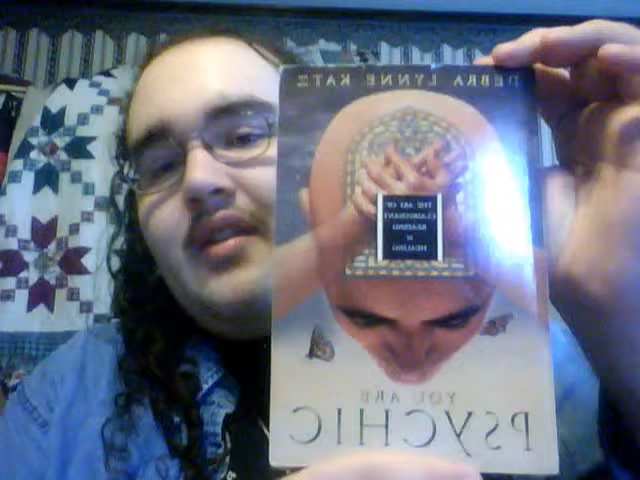 DEBRA LYNNE KATZ
THE ART OF
CLAIRVOYANT
READING
&
HEALING
YOU ARE
PSYCHIC